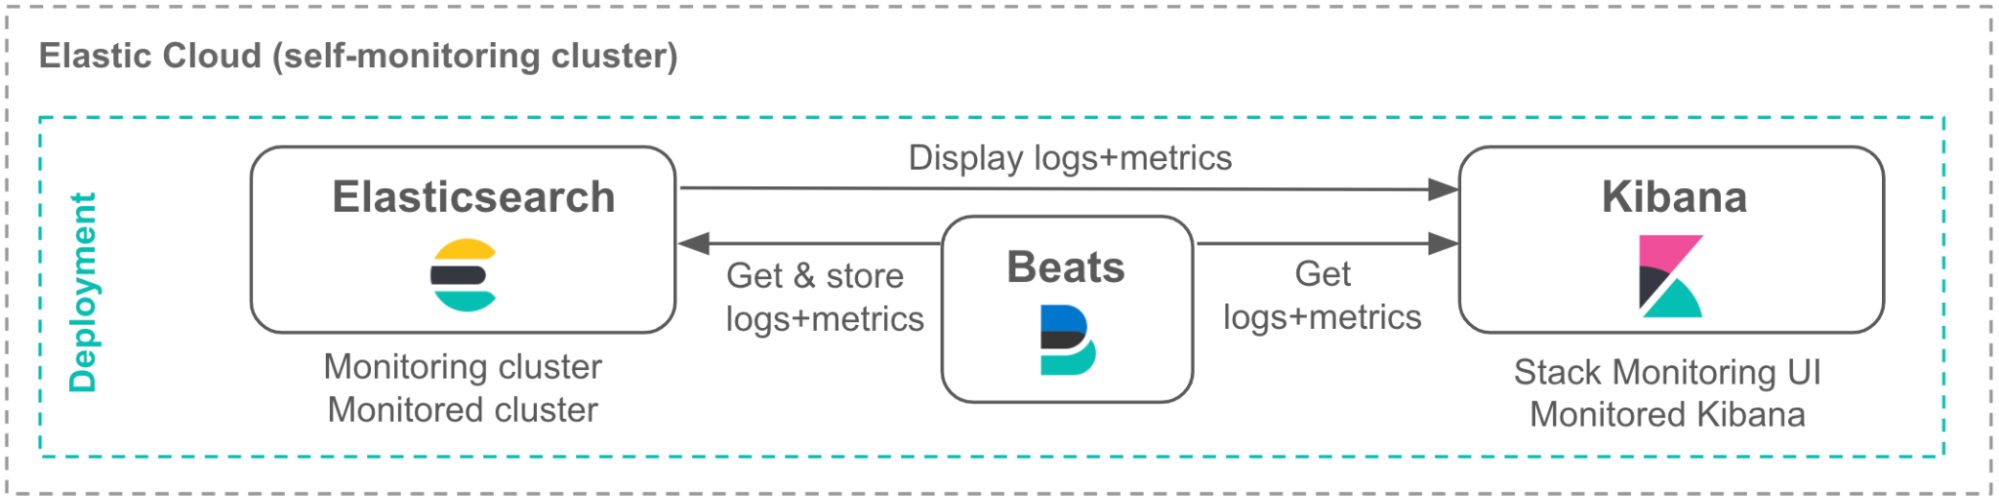 Elastic Cloud (self-monitoring cluster)
Deployment
Elasticsearch
Monitoring cluster
Monitored cluster
Display logs+metrics
Get & store
logs+metrics
Beats
Get
logs+metrics
Kibana
Stack Monitoring UI
Monitored Kibana